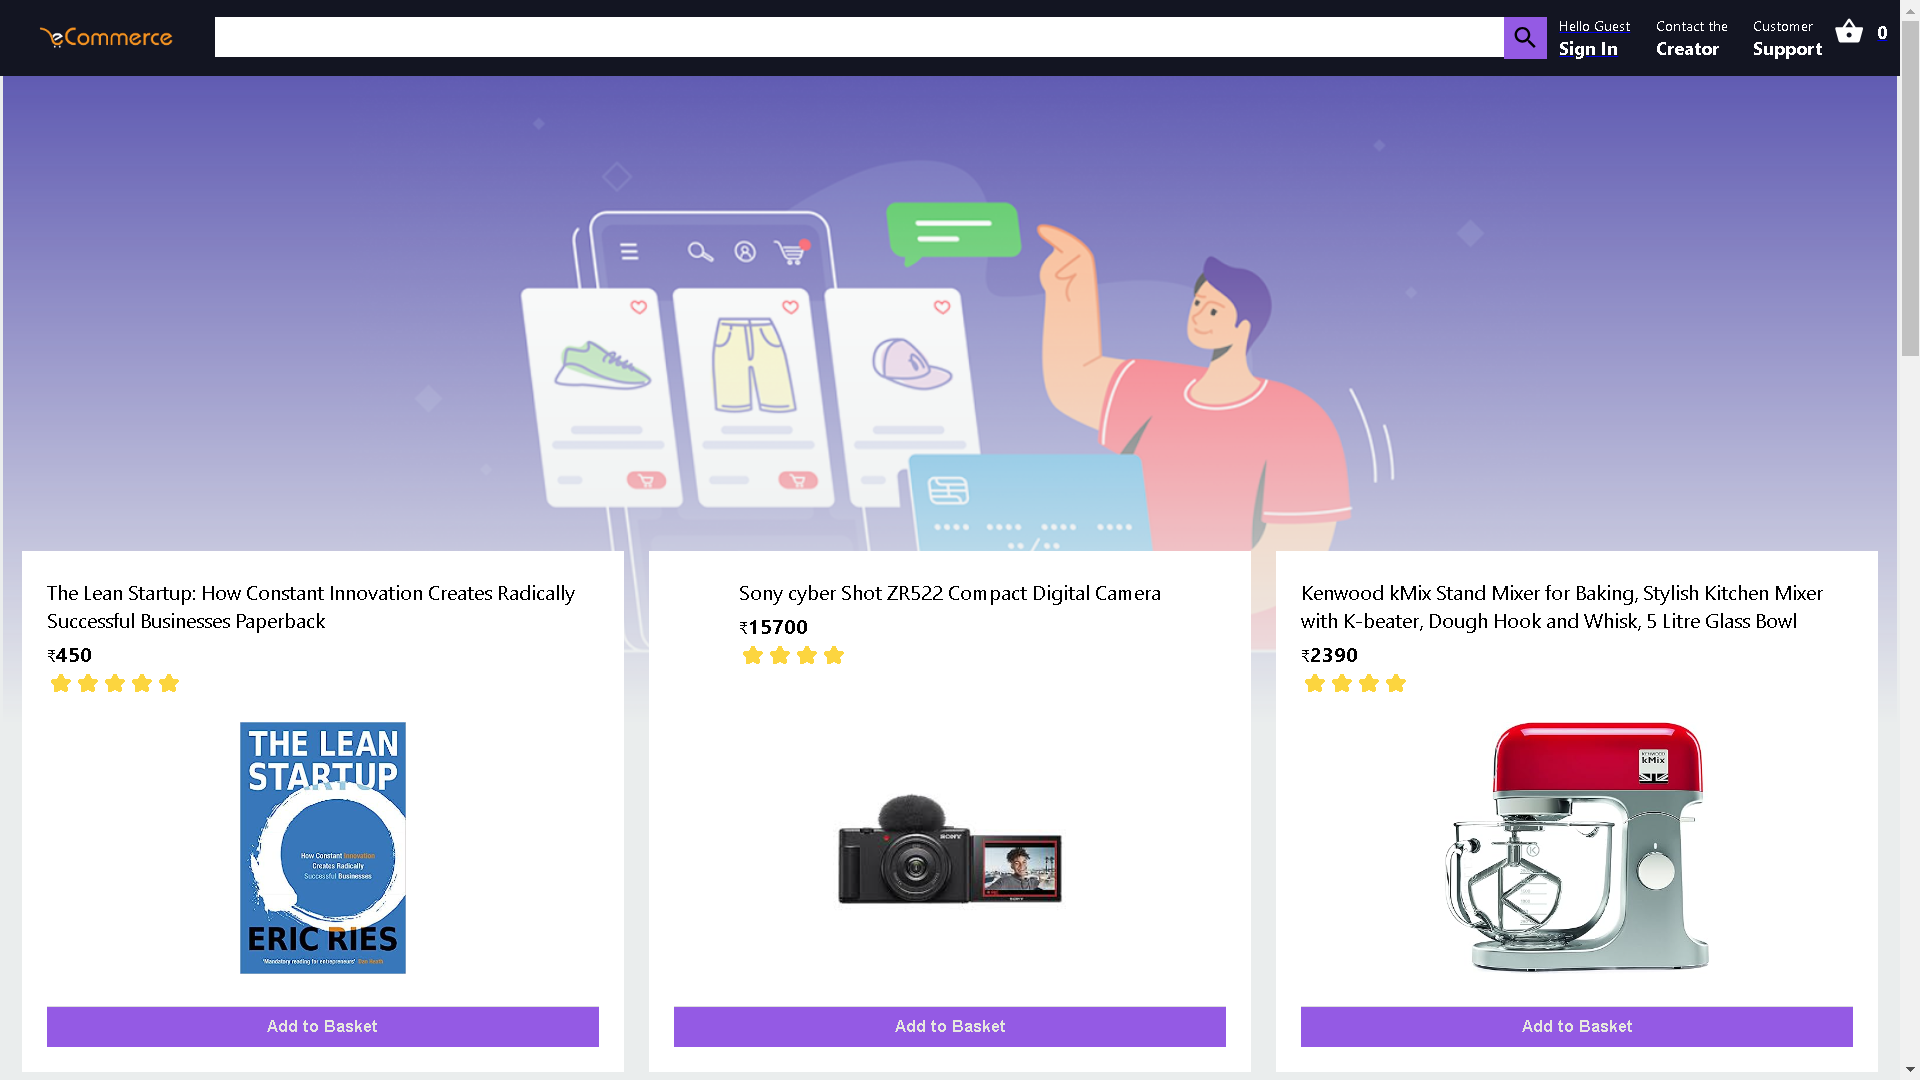 eCommerce
Hello Guest
Sign In
Contact the
Creator
Customer
Support
0
The Lean Startup: How Constant Innovation Creates Radically
Successful Businesses Paperback
₹450
Sony cyber Shot ZR522 Compact Digital Camera
₹15700
Kenwood kMix Stand Mixer for Baking, Stylish Kitchen Mixer
with K-beater, Dough Hook and Whisk, 5 Litre Glass Bowl
₹2390
THE LEAN
STARTUP
How Constant Innovation
Creates Radically
Successful Businesses
ERIC RIES
'Mandatory reading for entrepreneurs'
SONY
SONY
KENWOOD
kMix
K
Add to Basket
Add to Basket
Add to Basket